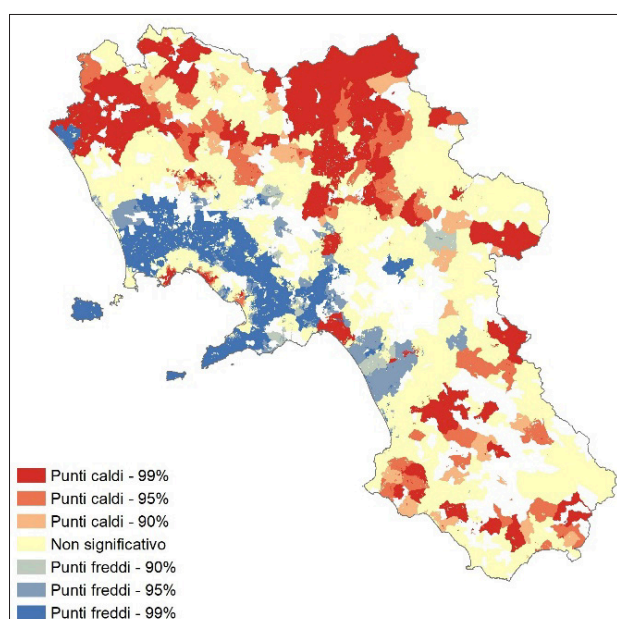 Punti caldi - 99%
Punti caldi - 95%
Punti caldi - 90%
Non significativo
Punti freddi - 90%
Punti freddi - 95%
Punti freddi - 99%